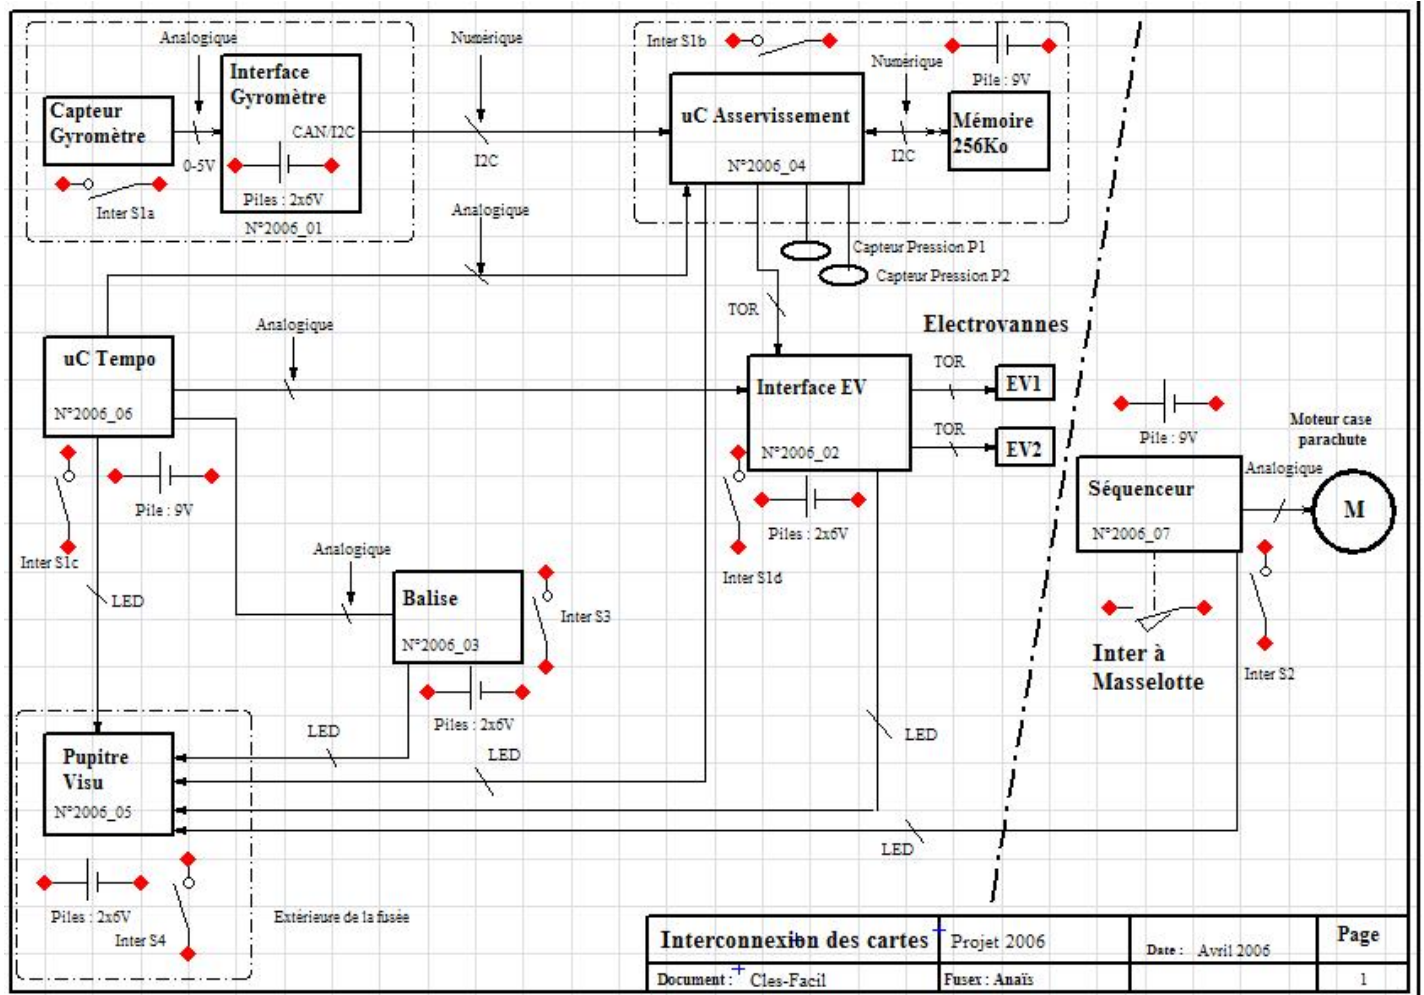 Analogique
Interface
Gyromètre
CAN/I2C
Capteur
Gyromètre
0-5V
Piles : 2x6V
Inter S1a
N°2006_01
Numérique
I2C
Analogique
Inter S1b
Pile : 9V
Numérique
uC Asservissement
N°2006_04
I2C
Mémoire
256Ko
Capteur Pression P1
Capteur Pression P2
TOR
Electrovannes
uC Tempo
N°2006_06
Analogique
Interface EV
N°2006_02
TOR
EV1
TOR
EV2
Pile : 9V
Inter S1c
Piles : 2x6V
Inter S1d
Pile : 9V
Séquenceur
N°2006_07
Moteur case
parachute
Analogique
M
Inter à
Masselotte
Inter S2
LED
Analogique
Balise
N°2006_03
Inter S3
Piles : 2x6V
LED
LED
LED
LED
Pupitre
Visu
N°2006_05
Piles : 2x6V
Inter S4
Extérieure de la fusée
Interconnexion des cartes
Projet 2006
Date : Avril 2006
Page
Document : Cles-Facil
Fusex : Anaïs
1